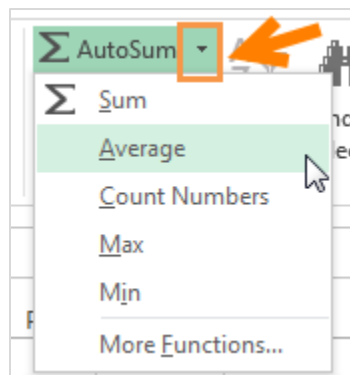 Σ AutoSum
Σ Sum
Average
Count Numbers
Max
Min
More Functions...